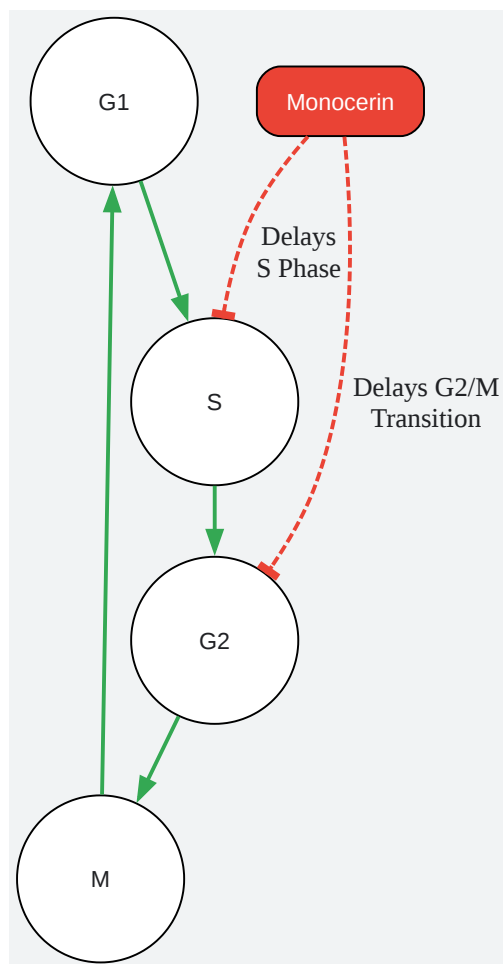 G1
Monocerin
Delays
S Phase
S
Delays G2/M
Transition
G2
M